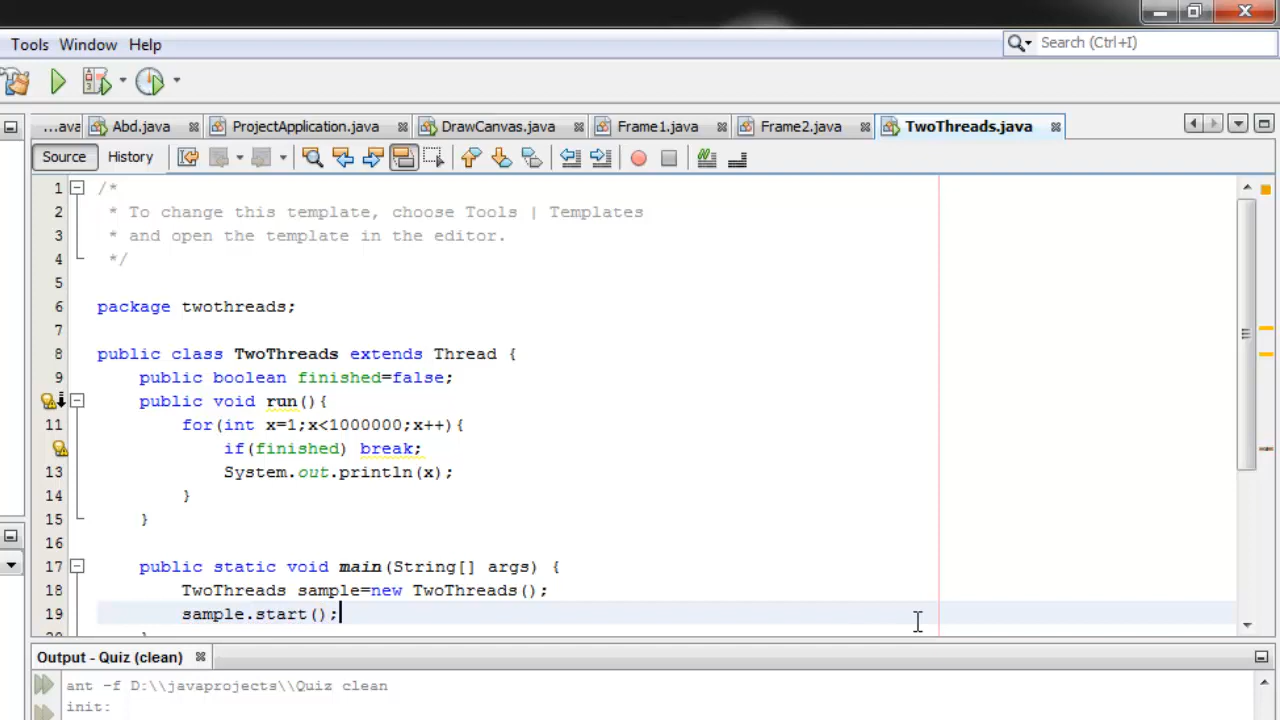 Tools Window Help
Search (Ctrl+I)
...ava Abd.java ProjectApplication.java DrawCanvas.java Frame1.java Frame2.java TwoThreads.java
Source History
1 /*
2 * To change this template, choose Tools | Templates
3 * and open the template in the editor.
4 */
5
6 package twothreads;
7
8 public class TwoThreads extends Thread {
9 public boolean finished=false;
public void run(){
11 for(int x=1;x<1000000;x++){
if(finished) break;
13 System.out.println(x);
14 }
15 }
16
17 public static void main(String[] args) {
18 TwoThreads sample=new TwoThreads();
19 sample.start();
Output - Quiz (clean)
ant -f D:\\javaprojects\\Quiz clean
init: